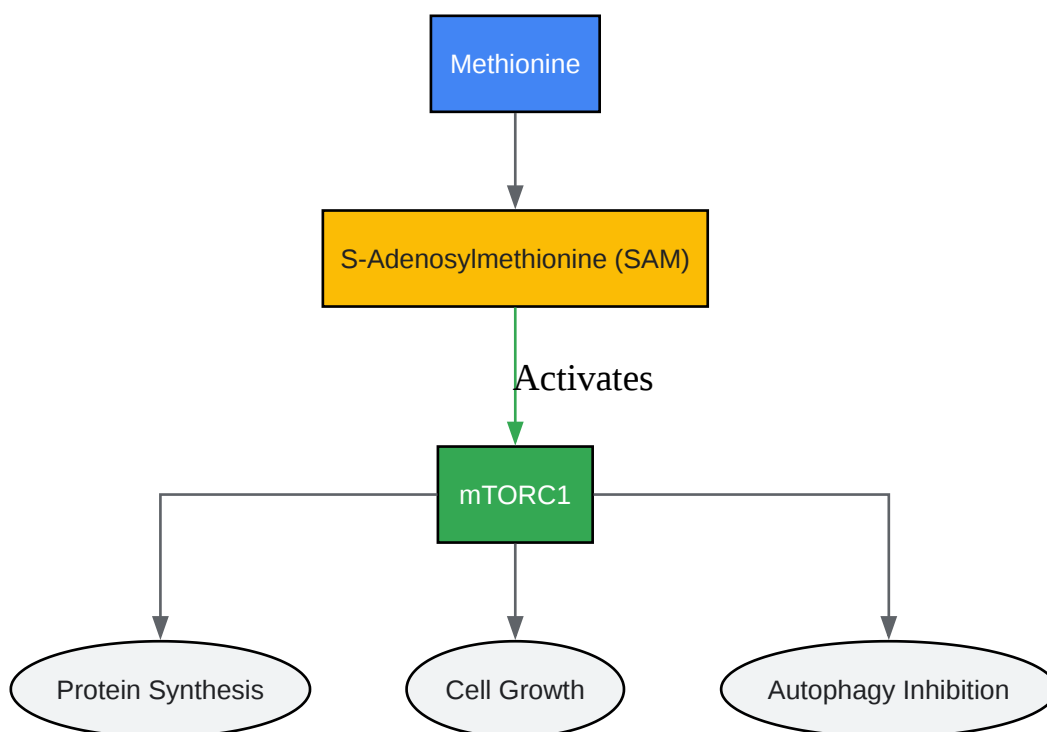 Methionine
S-Adenosylmethionine (SAM)
Activates
mTORC1
Protein Synthesis
Cell Growth
Autophagy Inhibition